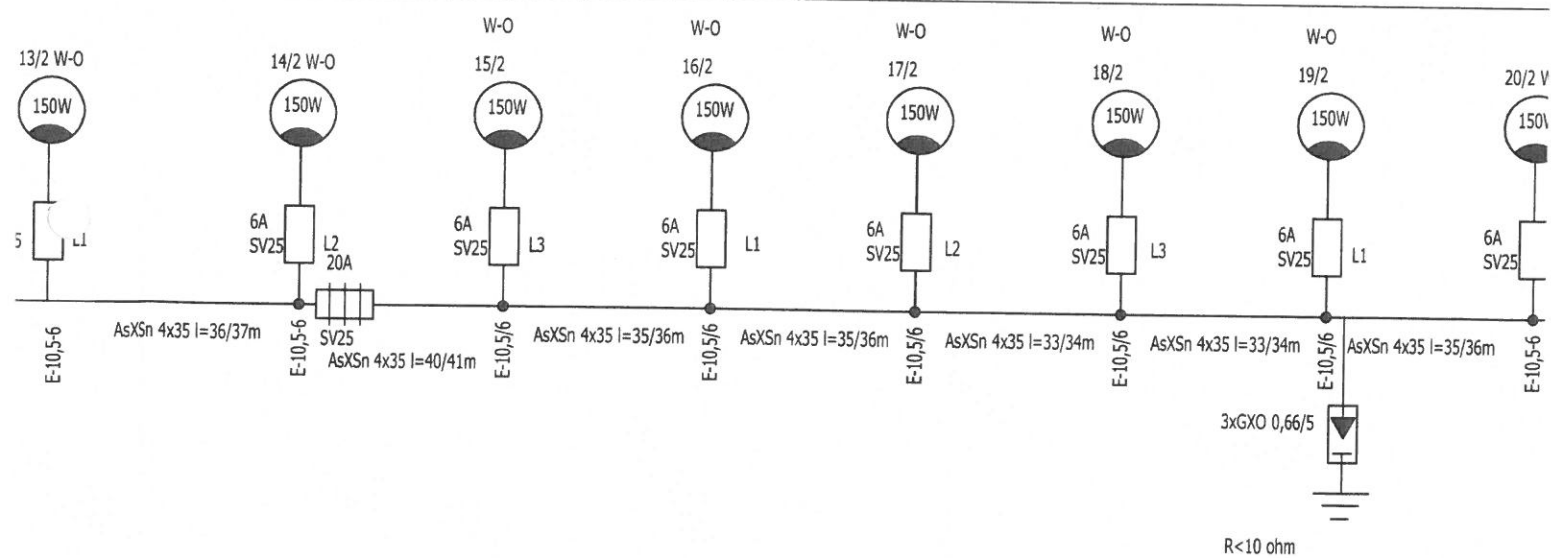 W-O
W-O
W-O
W-O
W-O
13/2 W-O
14/2 W-O
15/2
16/2
17/2
18/2
19/2
20/2
150W
150W
150W
150W
150W
150W
150W
5
L1
6A
SV25
L2
6A
SV25
L3
6A
SV25
L1
6A
SV25
L2
6A
SV25
L3
6A
SV25
L1
6A
SV25
20A
SV25
E-10,5-6
AsXSn 4x35 l=36/37m
E-10,5-6
AsXSn 4x35 l=40/41m
E-10,5/6
AsXSn 4x35 l=35/36m
E-10,5/6
AsXSn 4x35 l=35/36m
E-10,5/6
AsXSn 4x35 l=33/34m
E-10,5/6
AsXSn 4x35 l=33/34m
E-10,5/6
AsXSn 4x35 l=35/36m
E-10,5-6
3xGXO 0,66/5
R<10 ohm